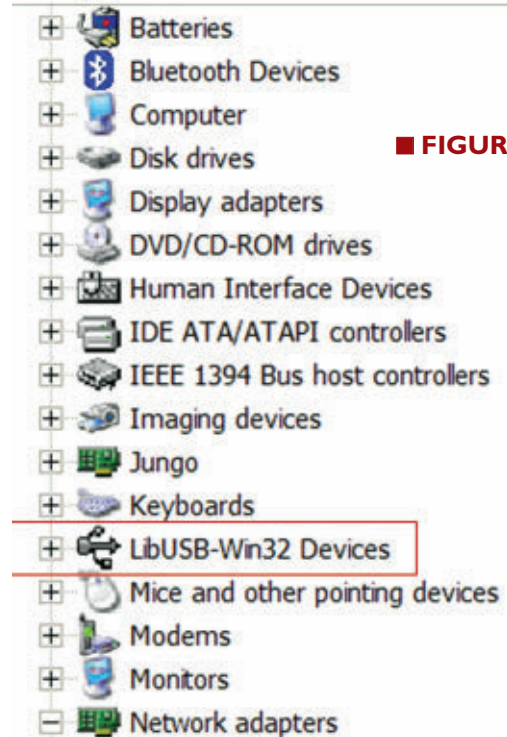 Batteries
Bluetooth Devices
Computer
■ FIGUR
Disk drives
Display adapters
DVD/CD-ROM drives
Human Interface Devices
IDE ATA/ATAPI controllers
IEEE 1394 Bus host controllers
Imaging devices
Jungo
Keyboards
LibUSB-Win32 Devices
Mice and other pointing devices
Modems
Monitors
Network adapters